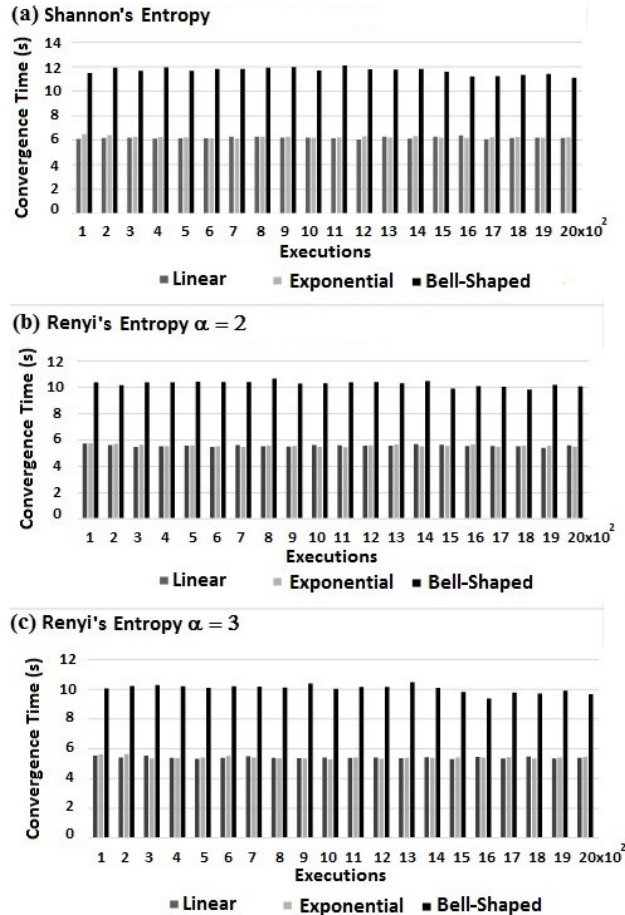 (a) Shannon's Entropy
Convergence Time (s)
14
12
10
8
6
4
2
0
1 2 3 4 5 6 7 8 9 10 11 12 13 14 15 16 17 18 19 20x10²
Executions
Linear Exponential Bell-Shaped
(b) Renyi's Entropy α = 2
Convergence Time (s)
12
10
8
6
4
2
0
1 2 3 4 5 6 7 8 9 10 11 12 13 14 15 16 17 18 19 20x10²
Executions
Linear Exponential Bell-Shaped
(c) Renyi's Entropy α = 3
Convergence Time (s)
12
10
8
6
4
2
0
1 2 3 4 5 6 7 8 9 10 11 12 13 14 15 16 17 18 19 20x10²
Executions
Linear Exponential Bell-Shaped